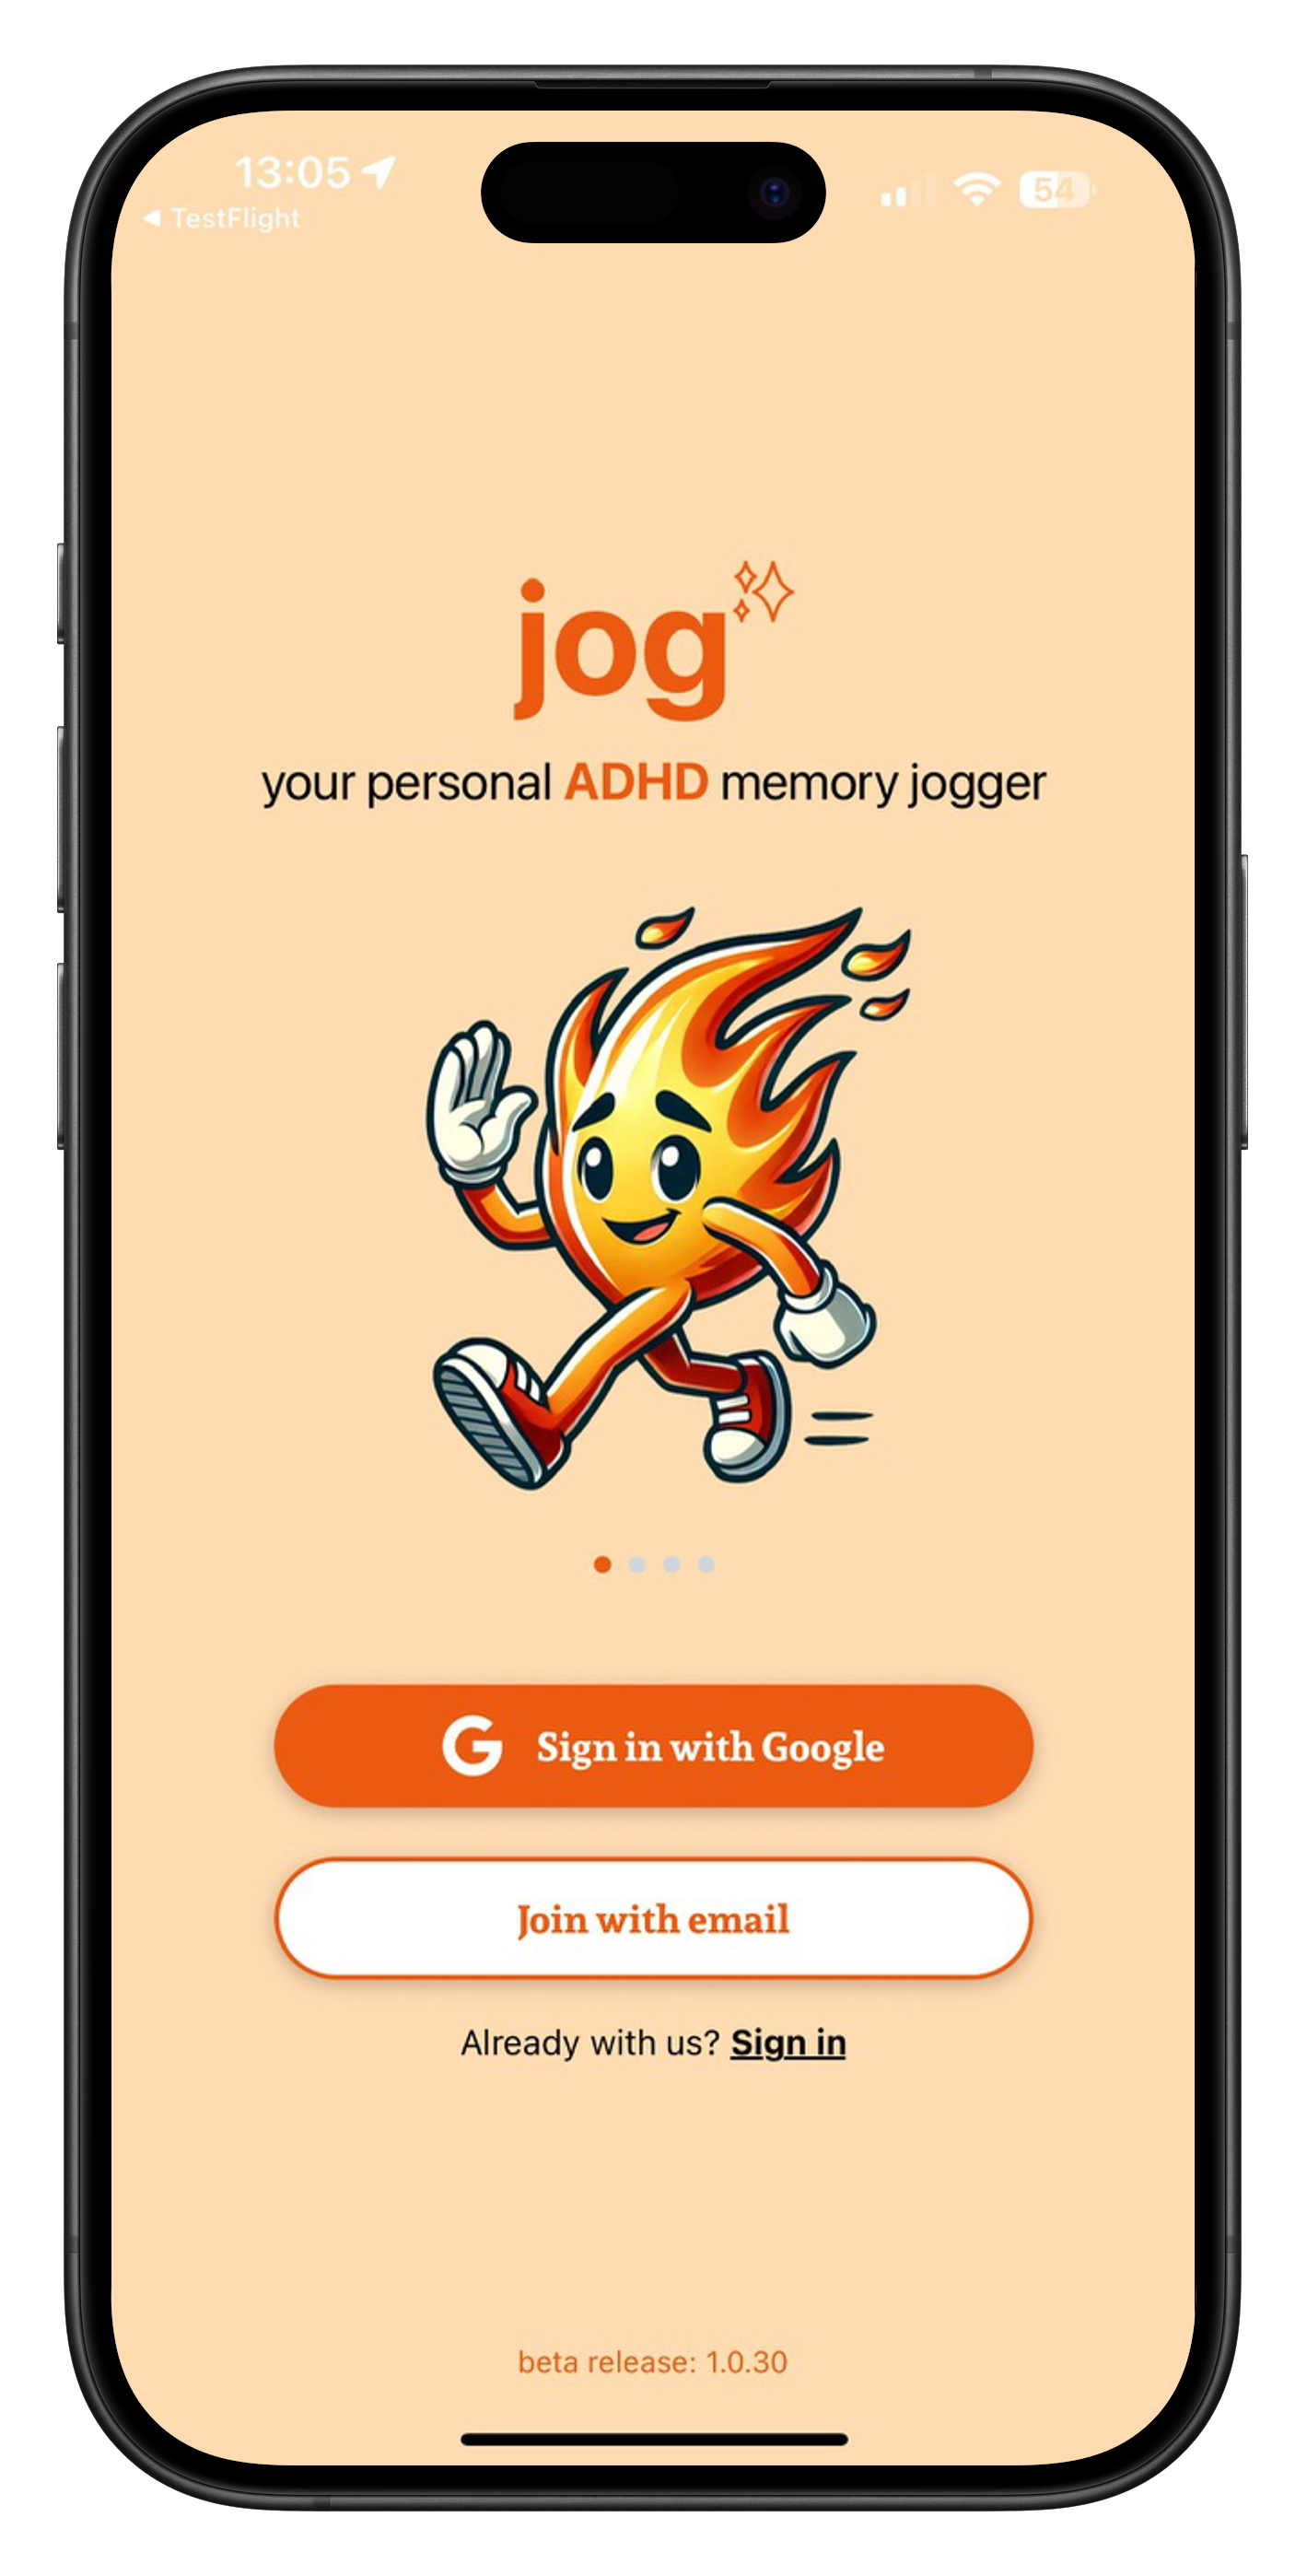 13:05
54
◀ TestFlight
jog
your personal ADHD memory jogger
G Sign in with Google
Join with email
Already with us? Sign in
beta release: 1.0.30